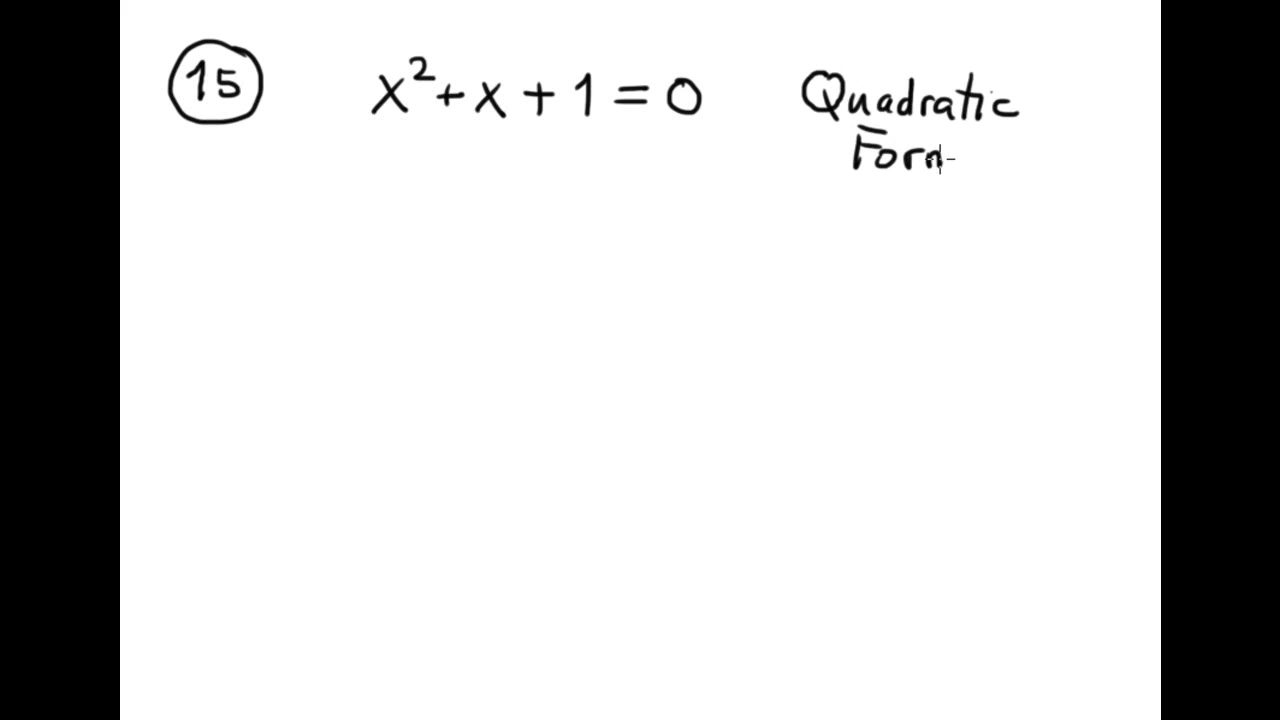 15 x² + x + 1 = 0 Quadratic
Form